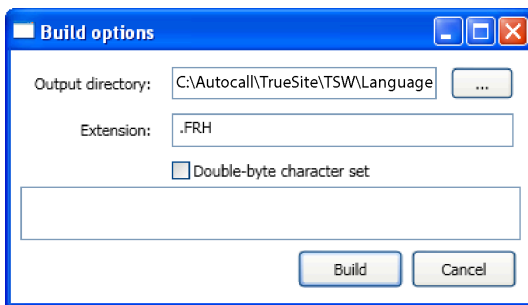 Build options
Output directory: C:\Autocall\TrueSite\TSW\Language ...
Extension: .FRH
Double-byte character set
Build Cancel